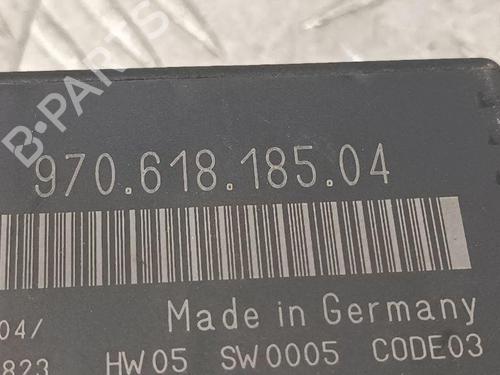 B-PARTS
970.618.185.04
Made in Germany
04/
823 HW05 SW0005 CODE03